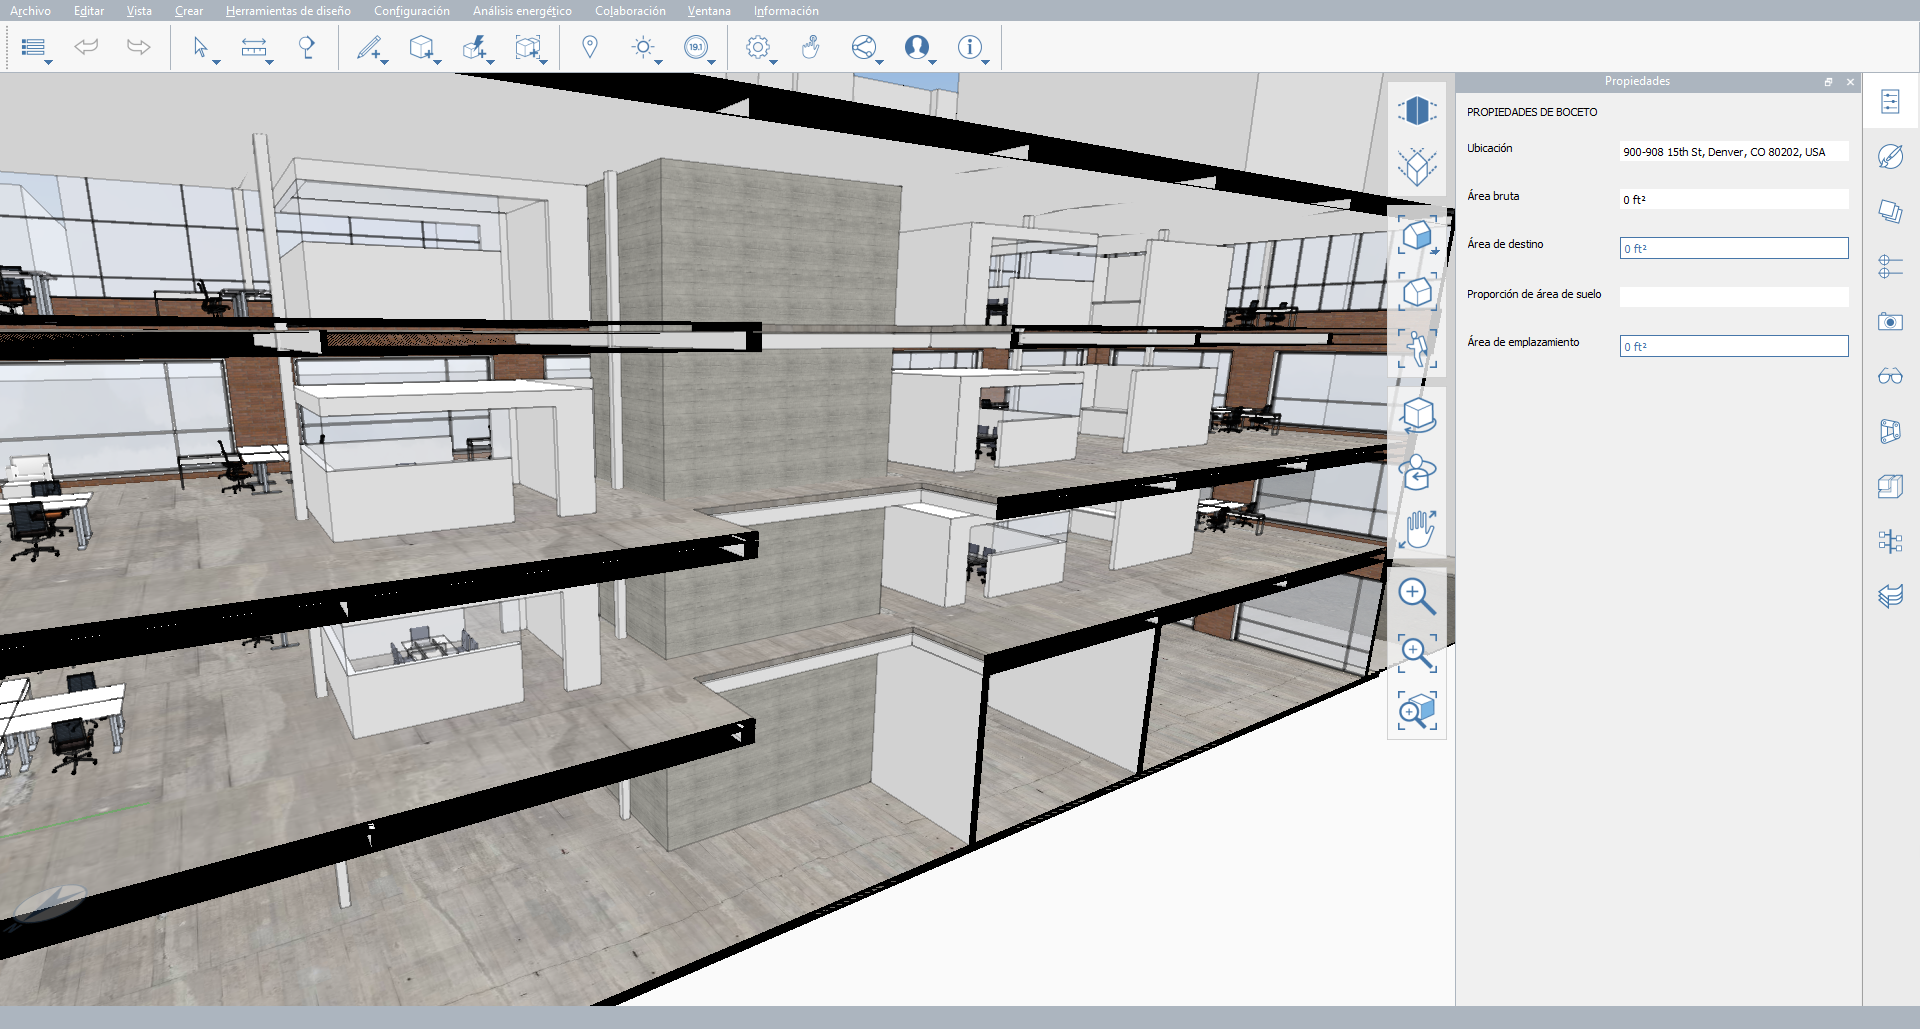 Archivo Editar Vista Crear Herramientas de diseño Configuración Análisis energético Colaboración Ventana Información
19.1
Propiedades
PROPIEDADES DE BOCETO
Ubicación 900-908 15th St, Denver, CO 80202, USA
Área bruta 0 ft²
Área de destino 0 ft²
Proporción de área de suelo
Área de emplazamiento 0 ft²